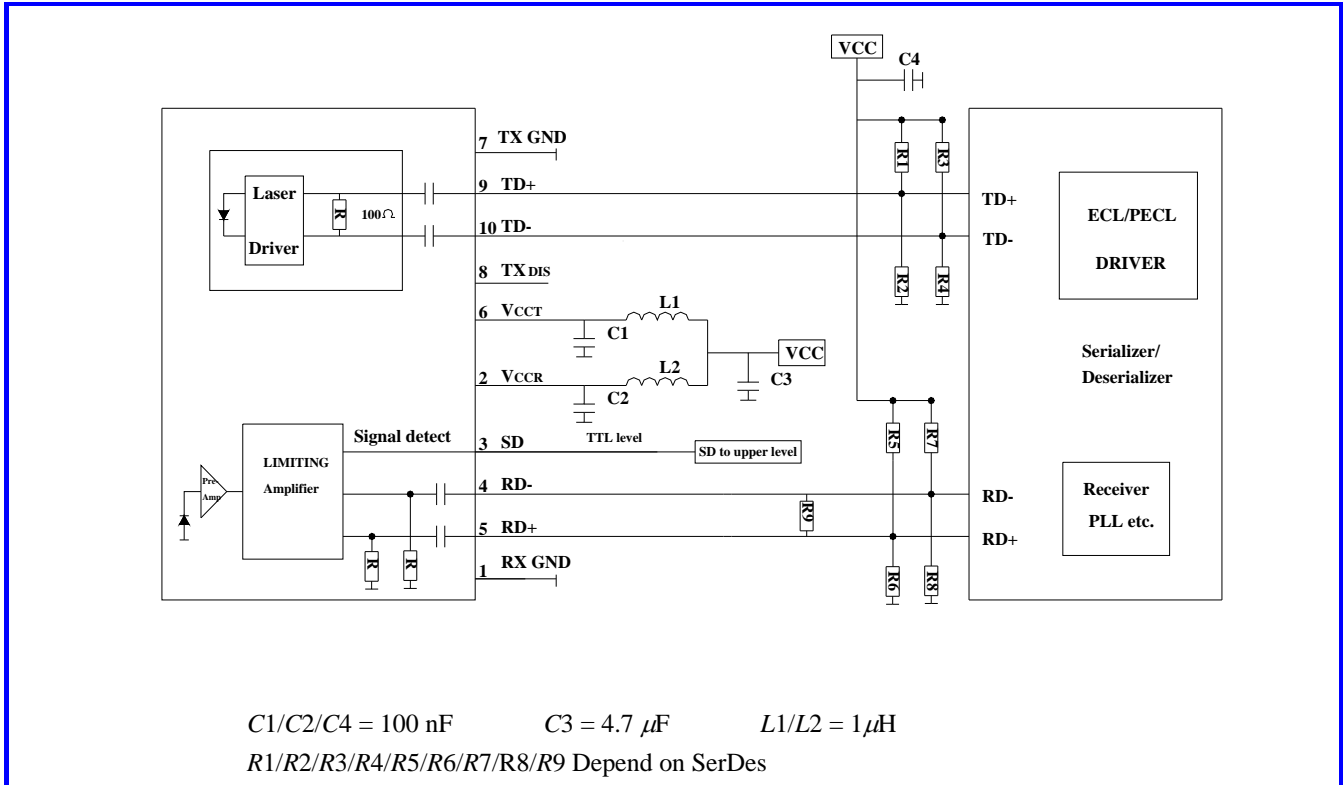 VCC
C4
7 TX GND
R1
R3
Laser
Driver
R
100Ω
9 TD+
TD+
10 TD-
TD-
ECL/PECL
DRIVER
8 TX DIS
R2
R4
6 VCCT
L1
C1
VCC
C3
2 VCCR
L2
C2
Serializer/
Deserializer
Signal detect
3 SD
TTL level
SD to upper level
R5
R7
LIMITING
Amplifier
Pre-
Amp
4 RD-
R9
RD-
Receiver
PLL etc.
5 RD+
RD+
R
R
1 RX GND
R6
R8
C1/C2/C4 = 100 nF C3 = 4.7 μF L1/L2 = 1μH
R1/R2/R3/R4/R5/R6/R7/R8/R9 Depend on SerDes